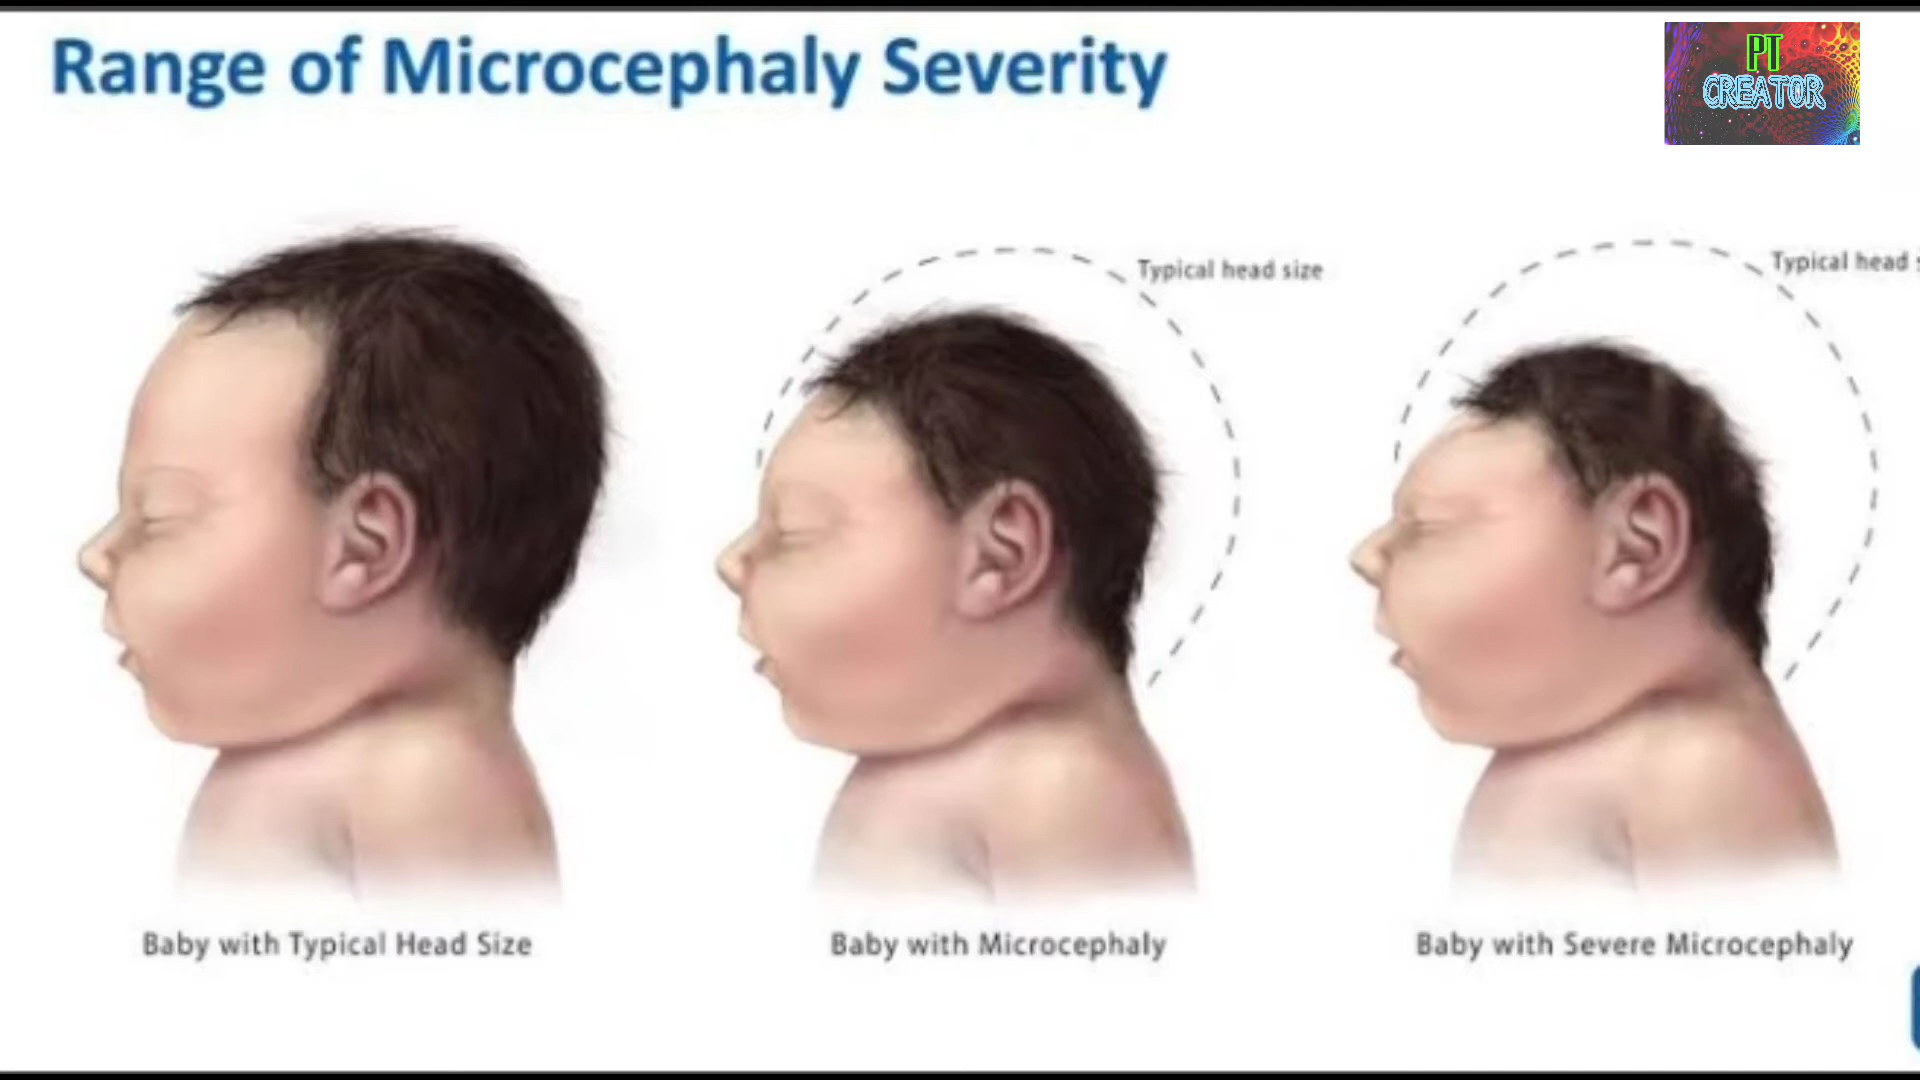 Range of Microcephaly Severity
PT
CREATOR
Typical head size
Typical head
Baby with Typical Head Size
Baby with Microcephaly
Baby with Severe Microcephaly